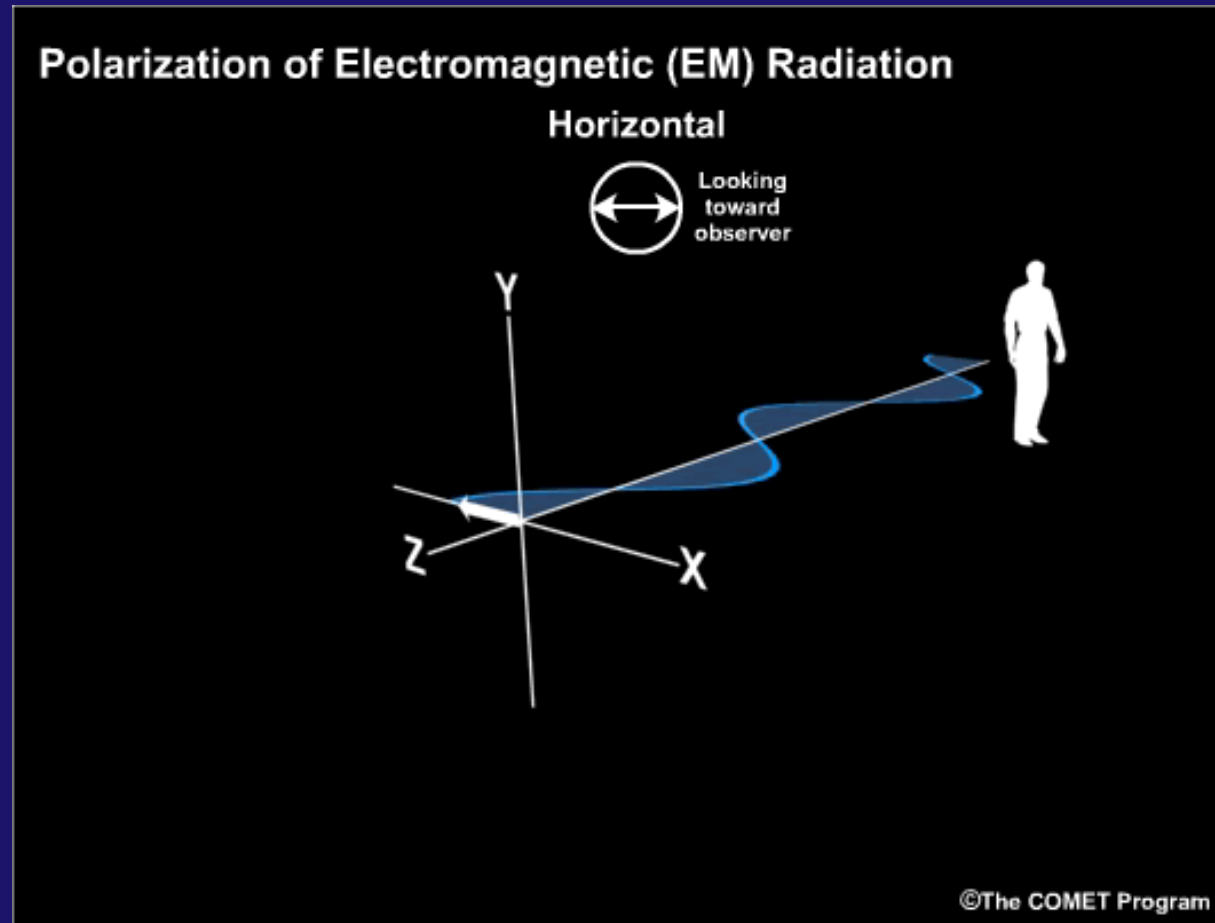 Polarization of Electromagnetic (EM) Radiation
Horizontal
Looking
toward
observer
Y
Z
X
©The COMET Program